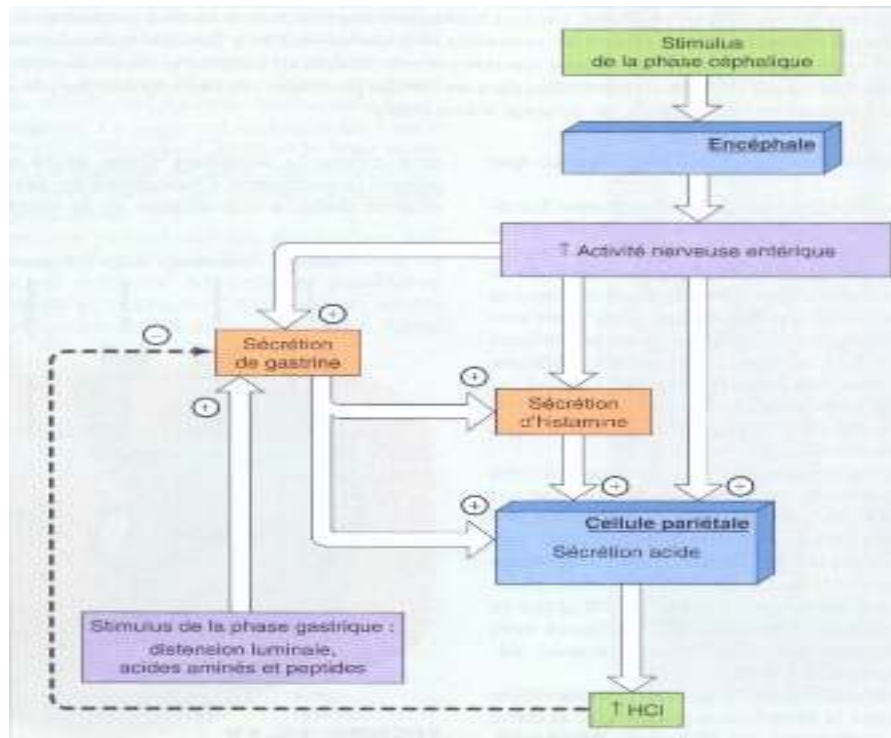 Stimulus
de la phase céphalique
Encéphale
↑ Activité nerveuse entérique
+
−
Sécrétion
de gastrine
+
+
Sécrétion
d'histamine
+
−
+
Cellule pariétale
Sécrétion acide
Stimulus de la phase gastrique :
distension luminale,
acides aminés et peptides
↑ HCl